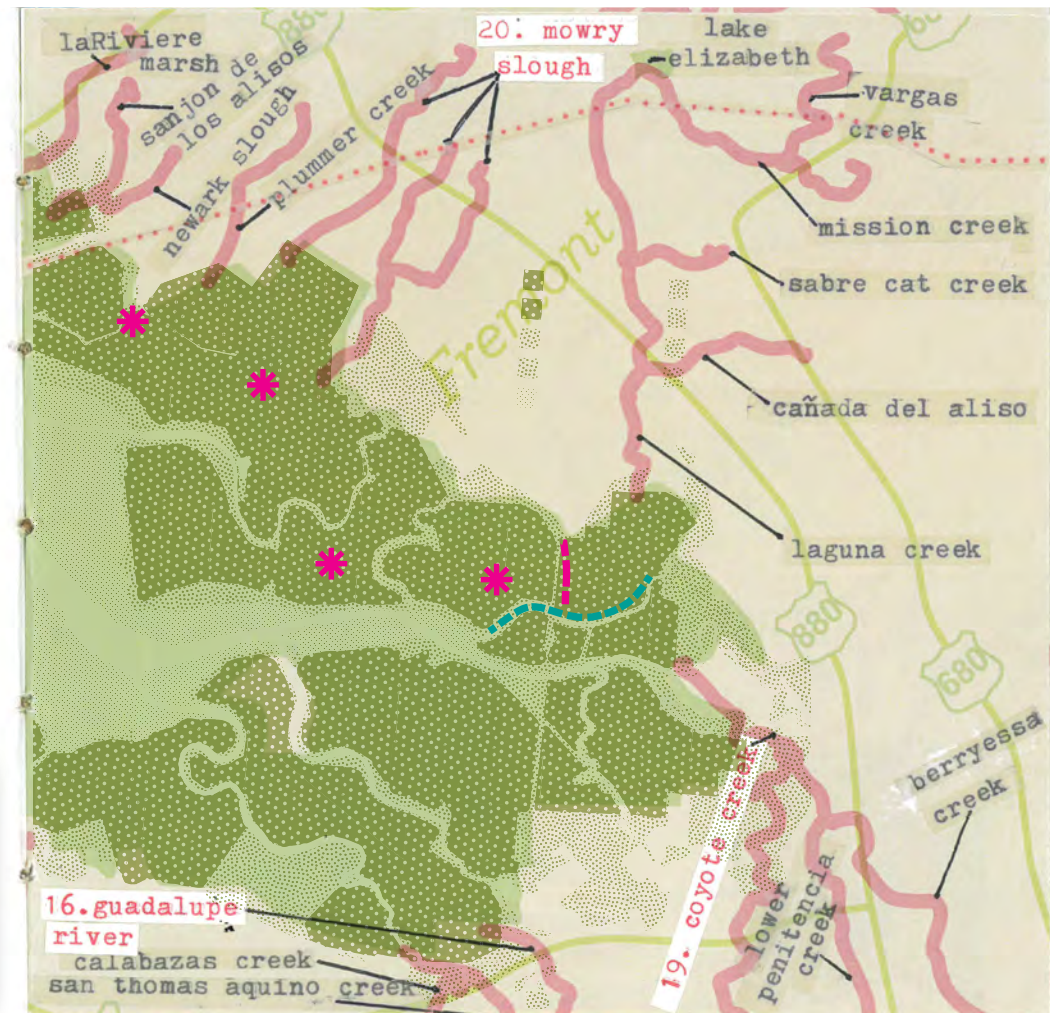 880
680
laRiviere
marsh
sanjon de
los alisos
newark
slough
plummer creek
20. mowry
slough
lake
elizabeth
vargas
creek
mission creek
sabre cat creek
Fremont
cañada del aliso
laguna creek
880
680
berryessa
creek
19. coyote creek
lower
penitencia
creek
16.guadalupe
river
calabazas creek
san thomas aquino creek